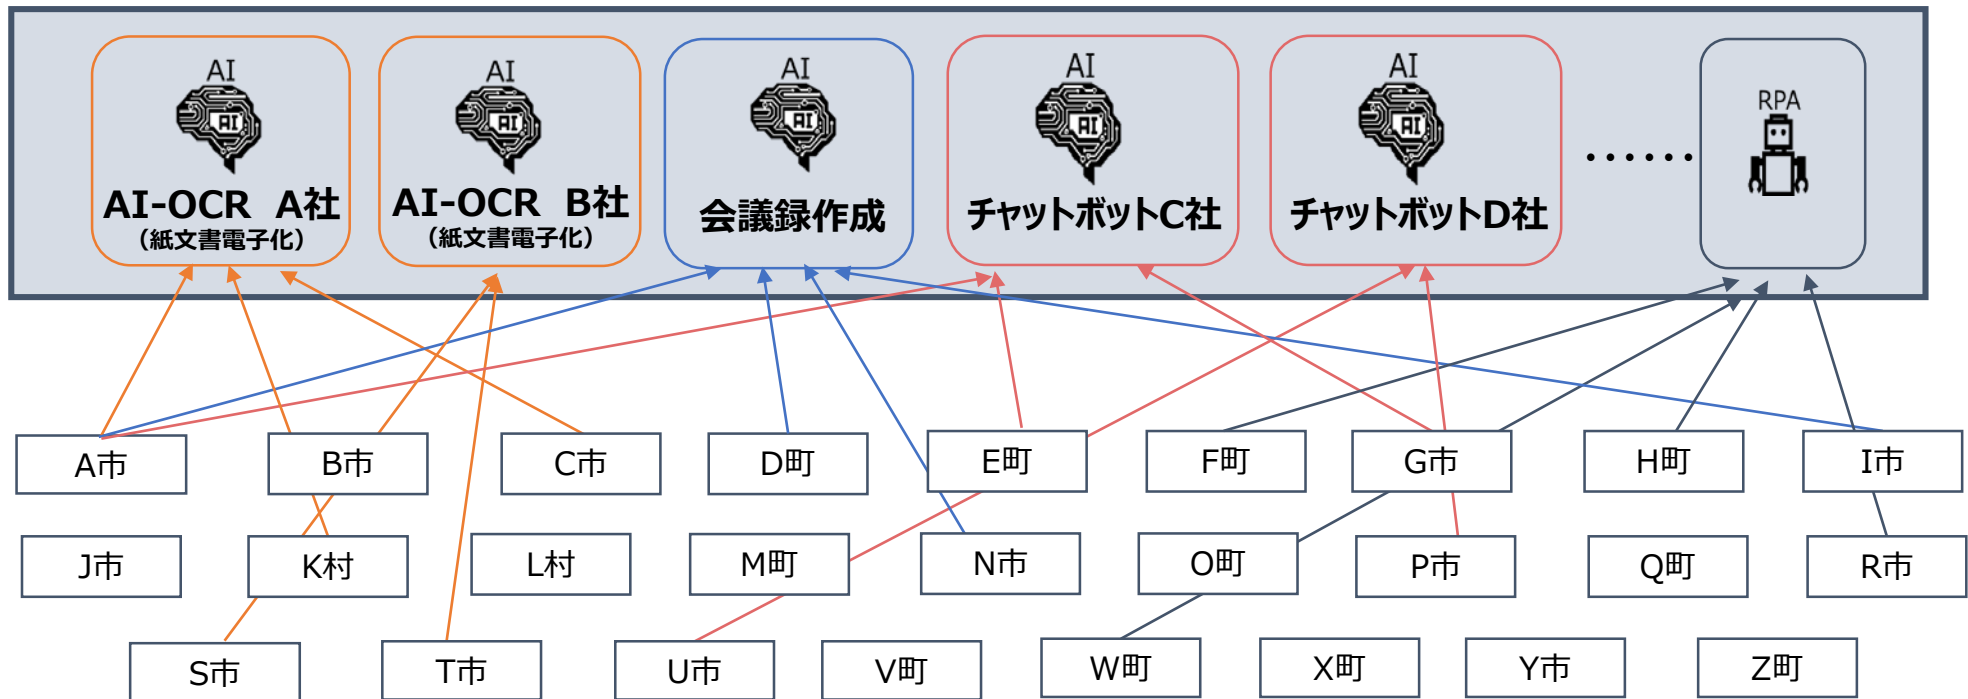 AI
AI
AI-OCR A社
(紙文書電子化)
AI
AI
AI-OCR B社
(紙文書電子化)
AI
AI
会議録作成
AI
AI
チャットボットC社
AI
AI
チャットボットD社
‥‥‥
RPA
A市
B市
C市
D町
E町
F町
G市
H町
I市
J市
K村
L村
M町
N市
O町
P市
Q町
R市
S市
T市
U市
V町
W町
X町
Y市
Z町